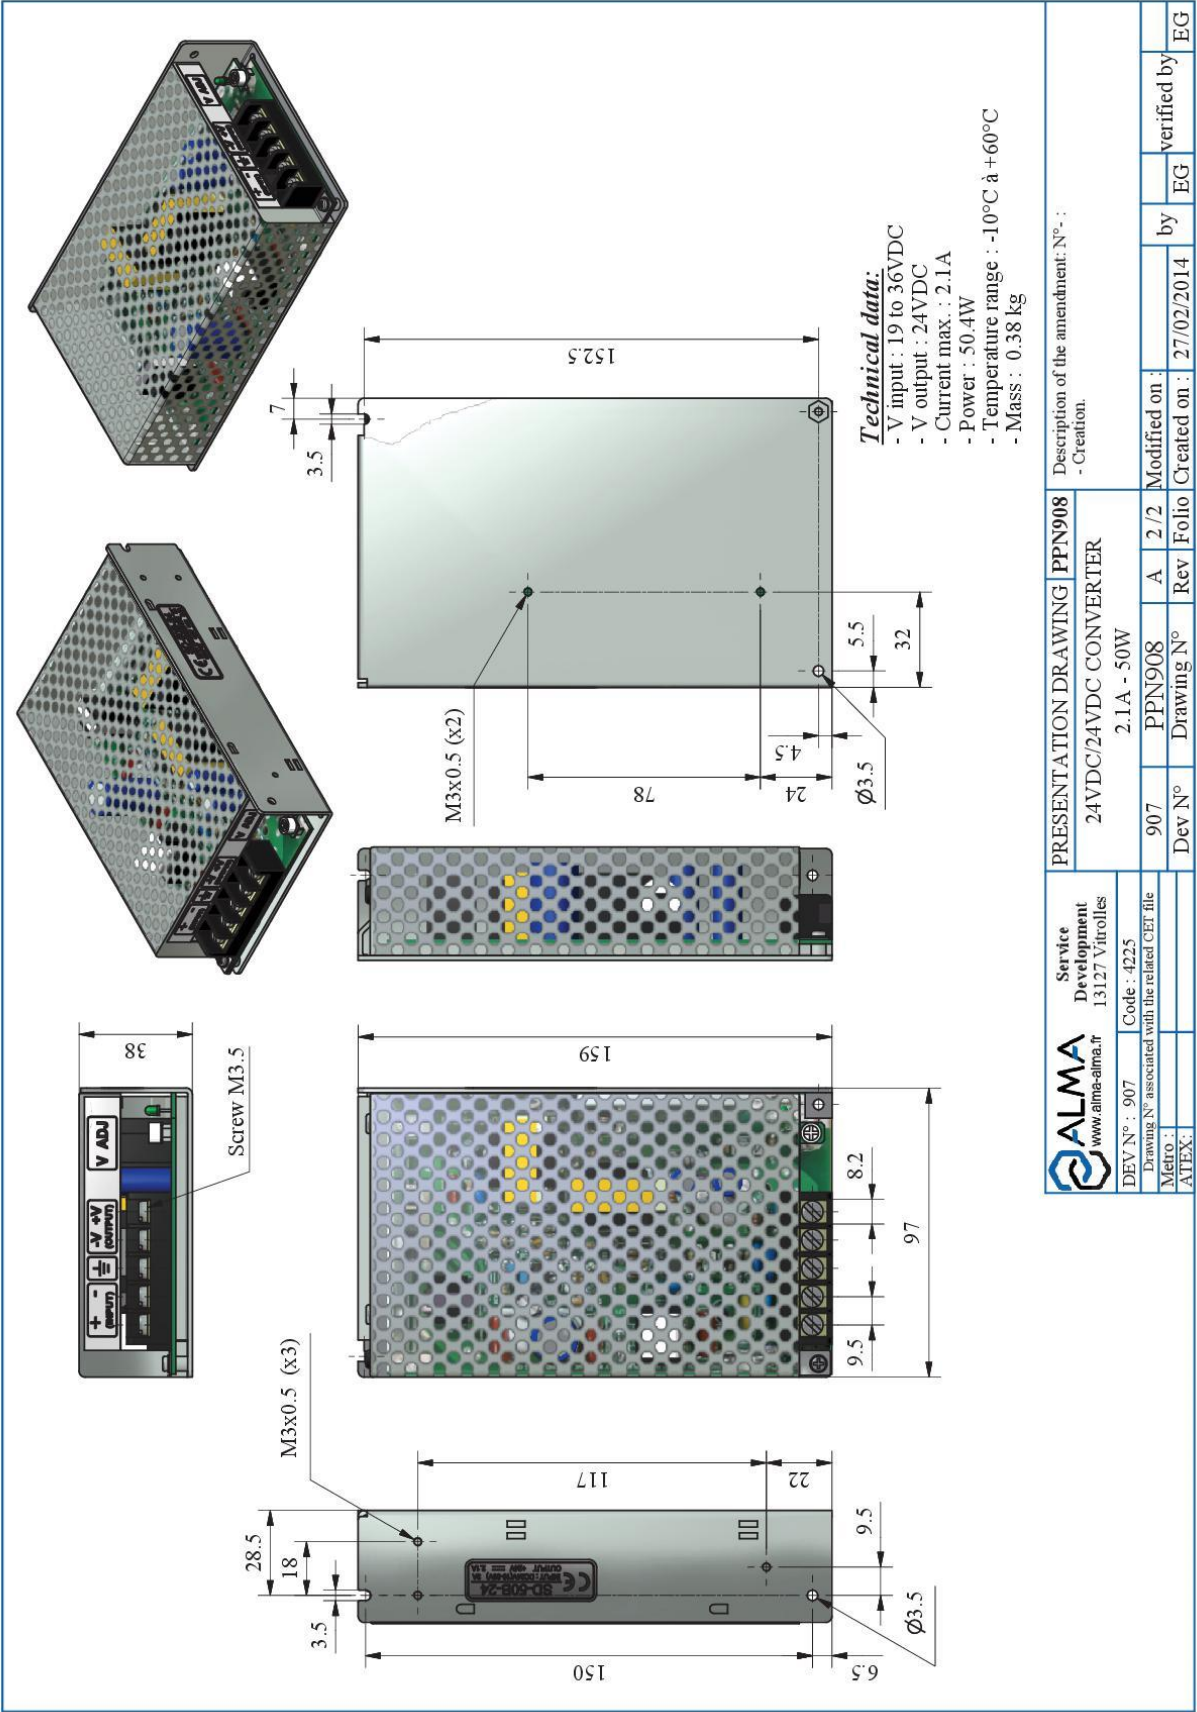 38
Screw M3.5
V ADJ
-V +V
(OUTPUT)
+ -
(INPUT)
M3x0.5 (x3)
28.5
18
3.5
117
22
9.5
150
6.5
Ø3.5
SD-50B-24
159
8.2
97
9.5
7
3.5
152.5
M3x0.5 (x2)
78
24
4.5
5.5
32
Ø3.5
Technical data:
- V input : 19 to 36VDC
- V output : 24VDC
- Current max. : 2.1A
- Power : 50.4W
- Temperature range : -10°C à +60°C
- Mass : 0.38 kg
ALMA
www.alma-alma.fr
Service
Development
13127 Vitrolles
DEV N° : 907
Code : 4225
Drawing N° associated with the related CET file
Metro :
ATEX:
PRESENTATION DRAWING
PPN908
24VDC/24VDC CONVERTER
2.1A - 50W
907
PPN908
A
2 /2
Dev N°
Drawing N°
Rev
Folio
Description of the amendment: N°- :
- Creation.
Modified on :
by
verified by
Created on : 27/02/2014
EG
EG